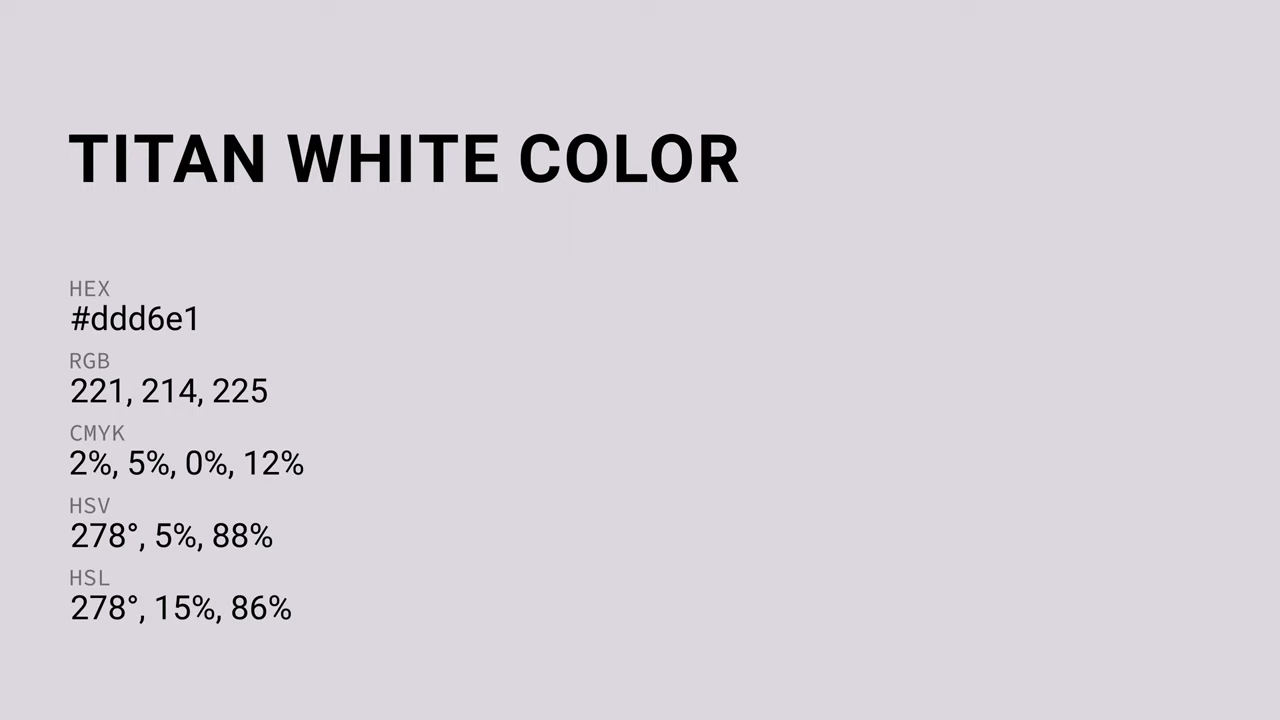 TITAN WHITE COLOR
HEX
#ddd6e1
RGB
221, 214, 225
CMYK
2%, 5%, 0%, 12%
HSV
278°, 5%, 88%
HSL
278°, 15%, 86%